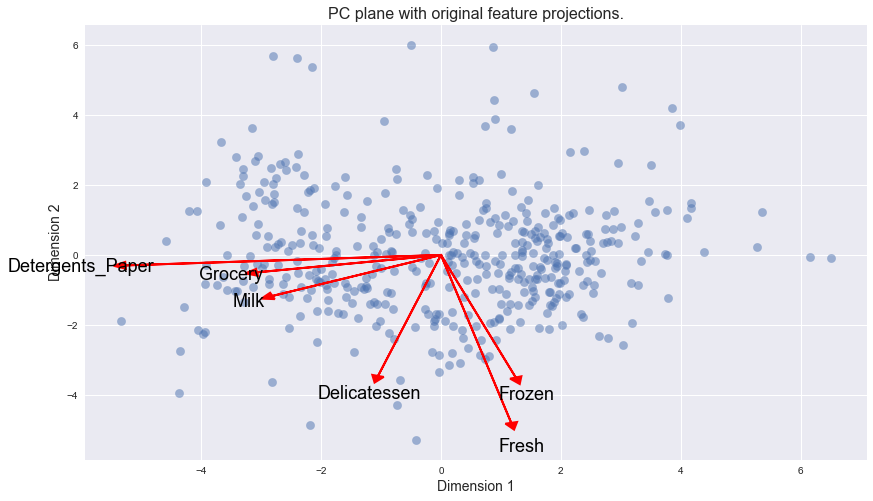 PC plane with original feature projections.
6
4
2
0
−2
−4
Dimension 2
Detergents_Paper
Grocery
Milk
Delicatessen
Frozen
Fresh
−4
−2
0
2
4
6
Dimension 1